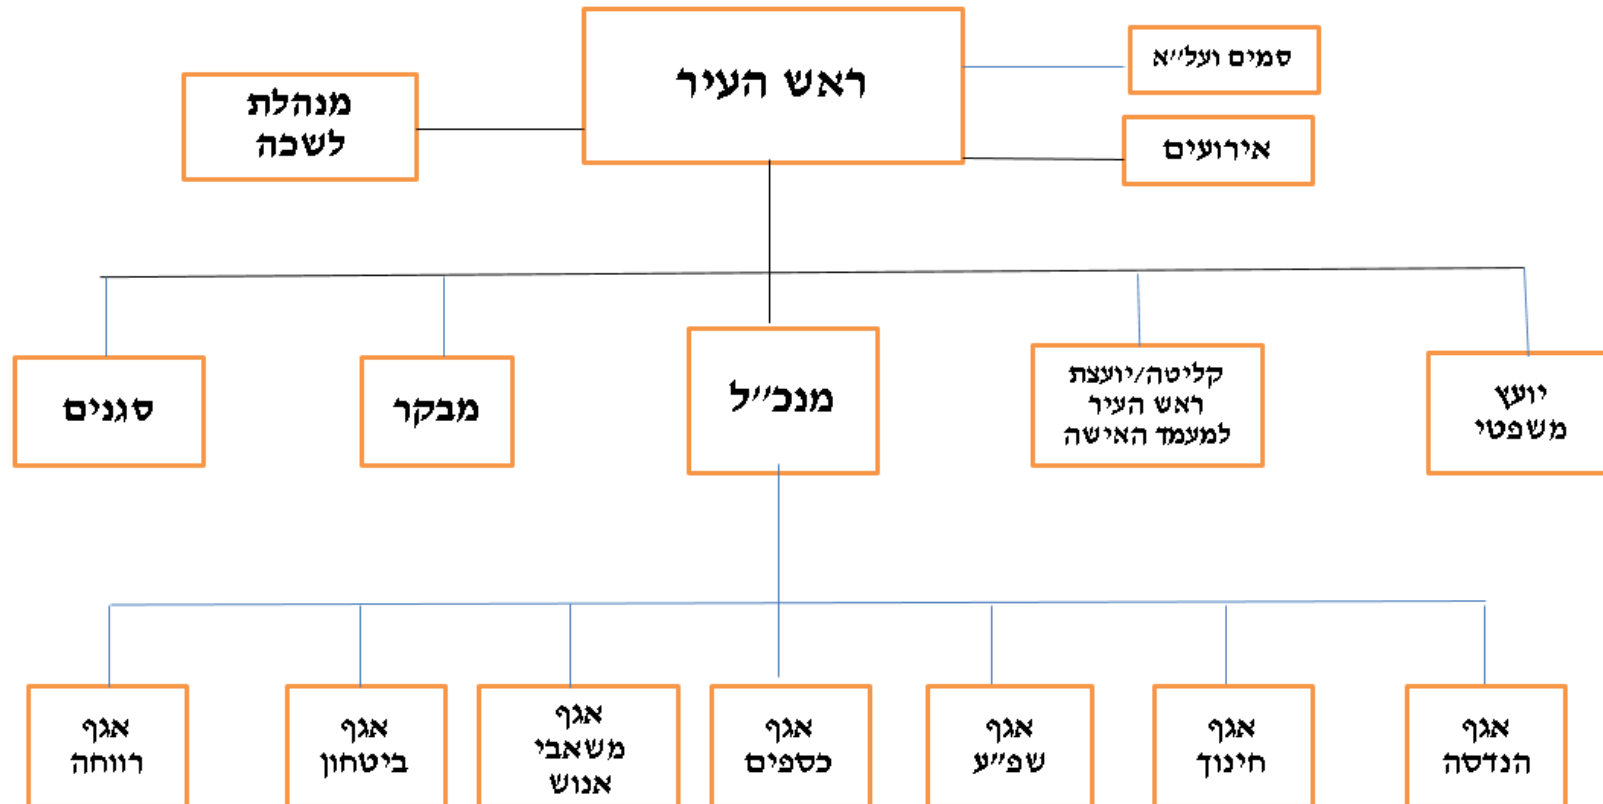 סמים ועל״א
ראש העיר
מנהלת
לשכה
אירועים
יועץ
משפטי
קליטה/יועצת
ראש העיר
למעמד האישה
מנכ״ל
מבקר
סגנים
אגף
הנדסה
אגף
חינוך
אגף
שפ״ע
אגף
כספים
אגף
משאבי
אנוש
אגף
ביטחון
אגף
רווחה